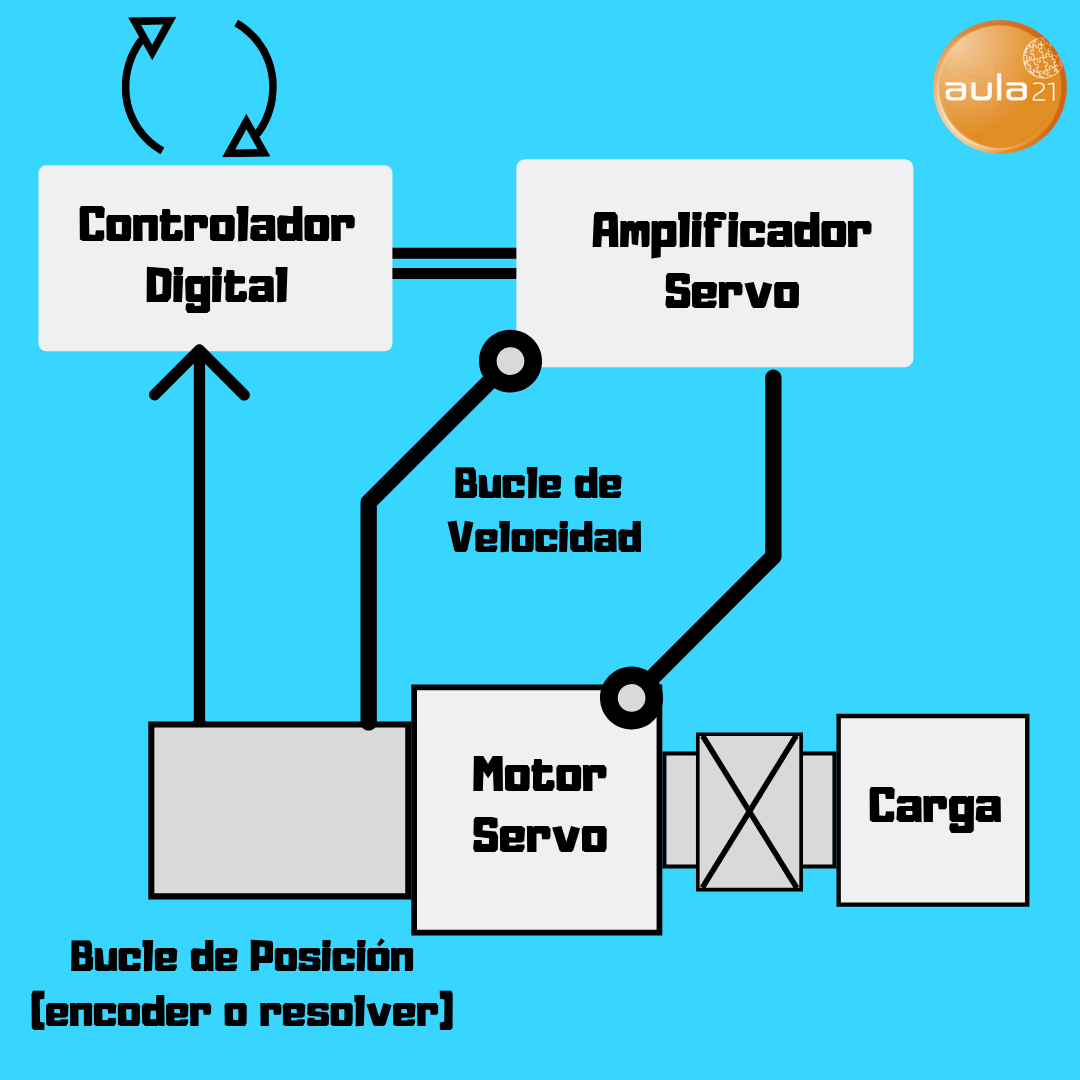 aula21
Controlador
Digital
Amplificador
Servo
Bucle de
Velocidad
Motor
Servo
Carga
Bucle de Posición
(encoder o resolver)